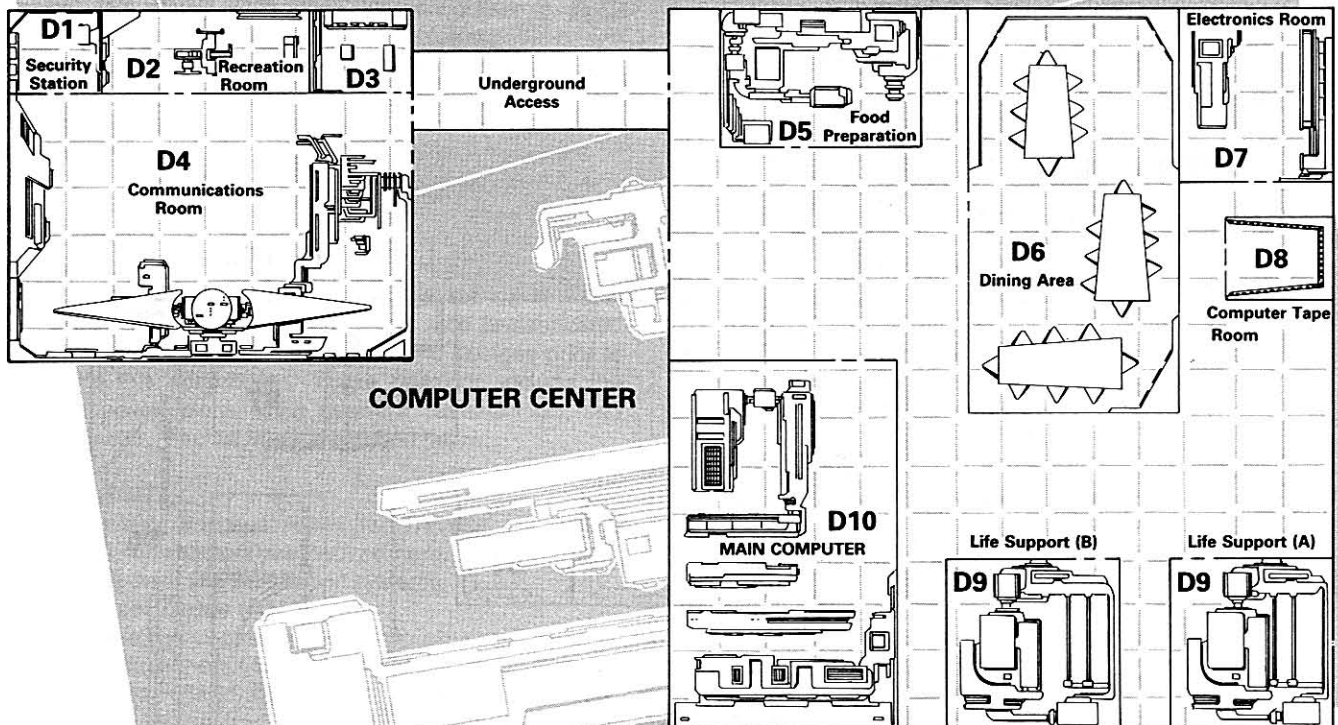 D1
Security
Station
D2
Recreation
Room
D3
Underground
Access
D4
Communications
Room
D5
Food
Preparation
Electronics Room
D7
D6
Dining Area
D8
Computer Tape
Room
COMPUTER CENTER
D10
MAIN COMPUTER
Life Support (B)
D9
Life Support (A)
D9